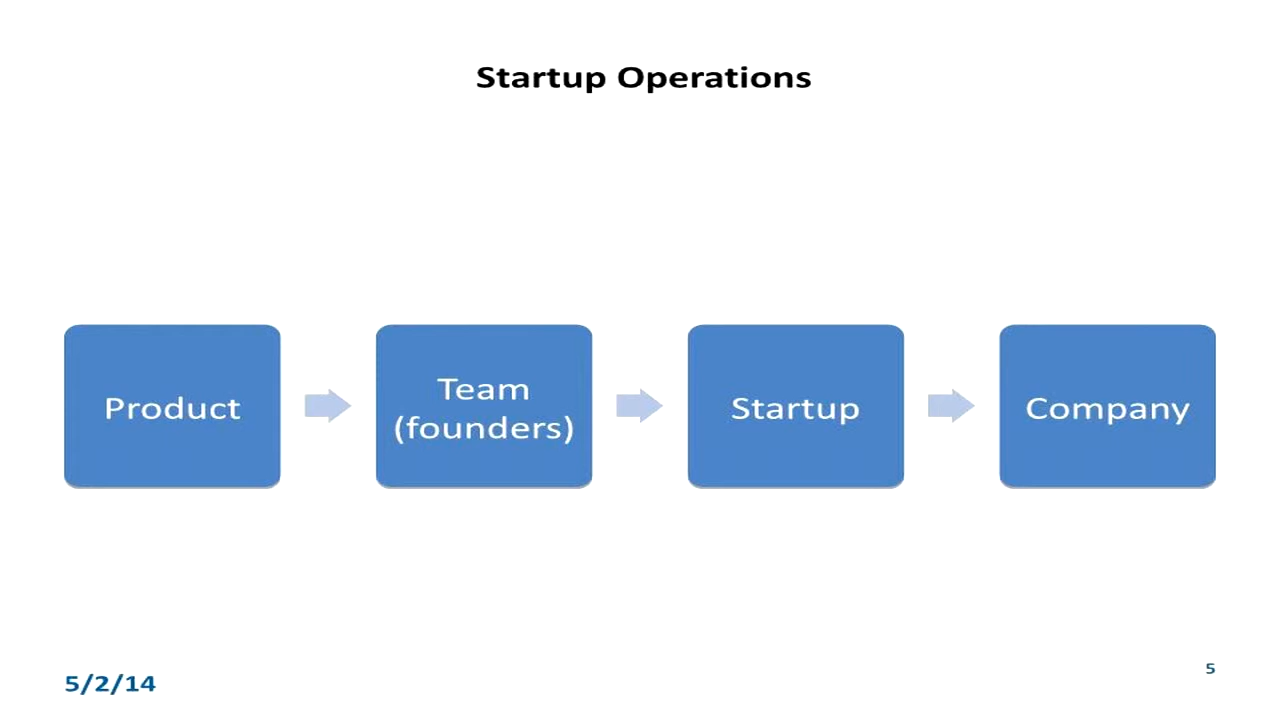 Startup Operations
Product
Team
(founders)
Startup
Company
5/2/14
5